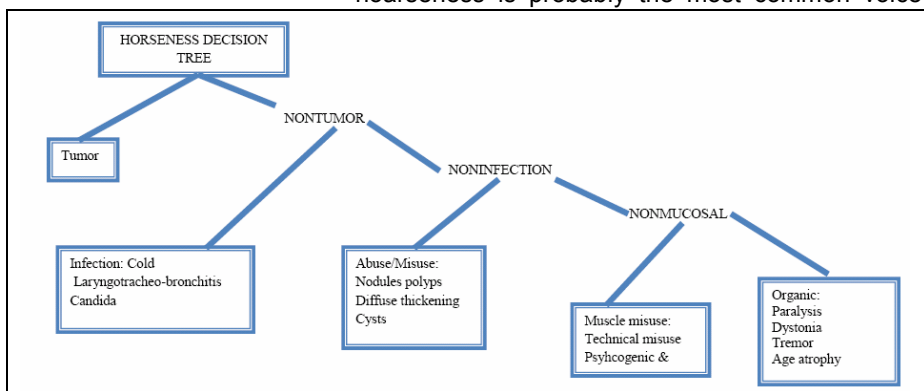 HORSENESS DECISION
TREE
NONTUMOR
Tumor
NONINFECTION
NONMUCOSAL
Infection: Cold
Laryngotracheo-bronchitis
Candida
Abuse/Misuse:
Nodules polyps
Diffuse thickening
Cysts
Muscle misuse:
Technical misuse
Psyhcogenic &
Organic:
Paralysis
Dystonia
Tremor
Age atrophy